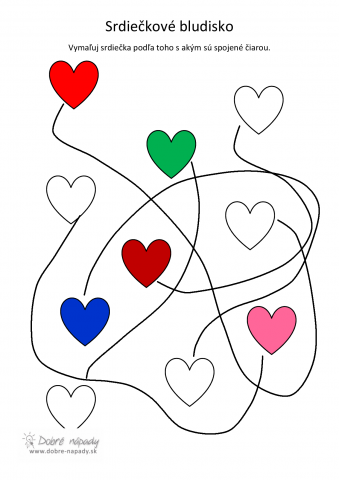 Srdiečkové bludisko
Vymaľuj srdiečka podľa toho s akým sú spojené čiarou.
Dobré nápady
www.dobre-napady.sk